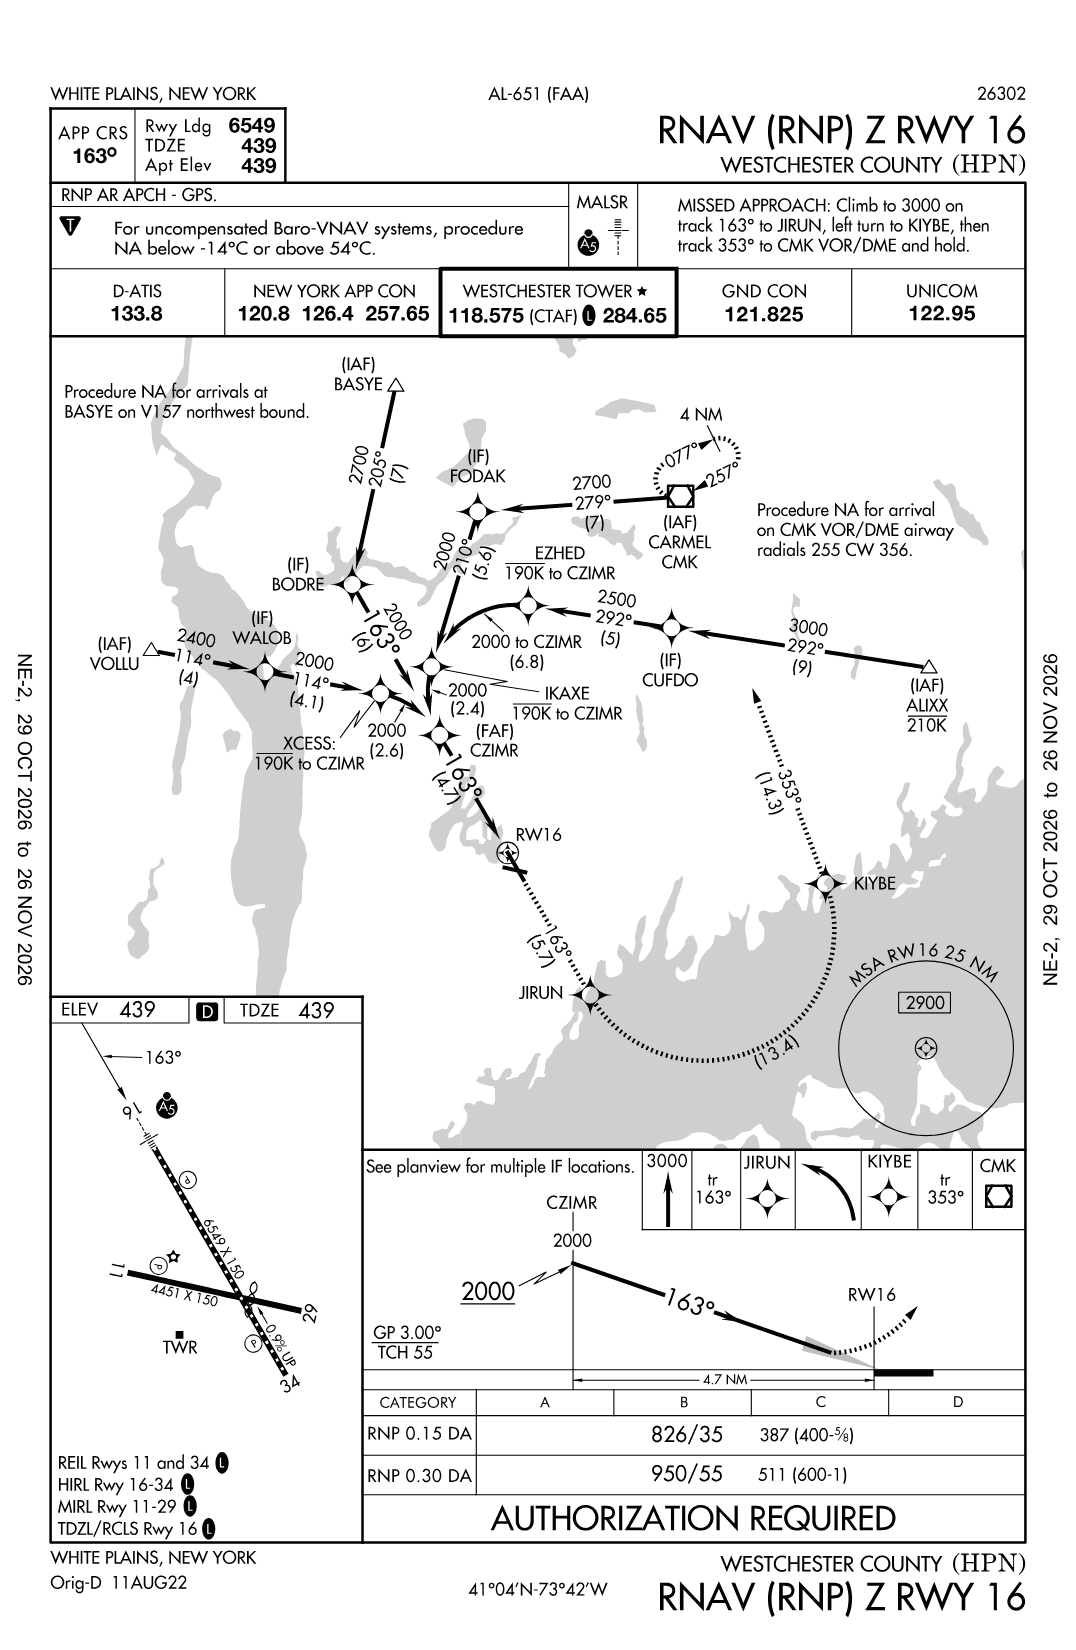 WHITE PLAINS, NEW YORK
AL-651 (FAA)
26302
RNAV (RNP) Z RWY 16
WESTCHESTER COUNTY (HPN)
APP CRS
163°
Rwy Ldg 6549
TDZE 439
Apt Elev 439
RNP AR APCH - GPS.
T
For uncompensated Baro-VNAV systems, procedure
NA below -14°C or above 54°C.
MALSR
A5
MISSED APPROACH: Climb to 3000 on
track 163° to JIRUN, left turn to KIYBE, then
track 353° to CMK VOR/DME and hold.
D-ATIS
133.8
NEW YORK APP CON
120.8 126.4 257.65
WESTCHESTER TOWER ★
118.575 (CTAF) L 284.65
GND CON
121.825
UNICOM
122.95
Procedure NA for arrivals at
BASYE on V157 northwest bound.
(IAF)
BASYE
2700
205°
(7)
(IF)
FODAK
2700
279°
(7)
4 NM
077°
257°
(IAF)
CARMEL
CMK
Procedure NA for arrival
on CMK VOR/DME airway
radials 255 CW 356.
2000
210°
(5.6)
EZHED
190K to CZIMR
(IF)
BODRE
2000
163°
(6)
2500
292°
(5)
2000 to CZIMR
(6.8)
3000
292°
(9)
(IF)
CUFDO
(IAF)
ALIXX
210K
(IF)
WALOB
(IAF)
VOLLU
2400
114°
(4)
2000
114°
(4.1)
2000
(2.4)
IKAXE
190K to CZIMR
XCESS:
190K to CZIMR
2000
(2.6)
(FAF)
CZIMR
163°
(4.7)
RW16
353°
(14.3)
KIYBE
163°
(5.7)
JIRUN
(13.4)
MSA RW16 25 NM
2900
NE-2, 29 OCT 2026 to 26 NOV 2026
NE-2, 29 OCT 2026 to 26 NOV 2026
ELEV 439
D
TDZE 439
163°
16
A5
P
6549 X 150
11
P
4451 X 150
29
TWR
P
0.9% UP
34
REIL Rwys 11 and 34 L
HIRL Rwy 16-34 L
MIRL Rwy 11-29 L
TDZL/RCLS Rwy 16 L
See planview for multiple IF locations.
3000
tr
163°
JIRUN
KIYBE
tr
353°
CMK
CZIMR
2000
2000
163°
RW16
GP 3.00°
TCH 55
4.7 NM
CATEGORY A B C D
RNP 0.15 DA 826/35 387 (400-⅝)
RNP 0.30 DA 950/55 511 (600-1)
AUTHORIZATION REQUIRED
WHITE PLAINS, NEW YORK
Orig-D 11AUG22
41°04'N-73°42'W
WESTCHESTER COUNTY (HPN)
RNAV (RNP) Z RWY 16